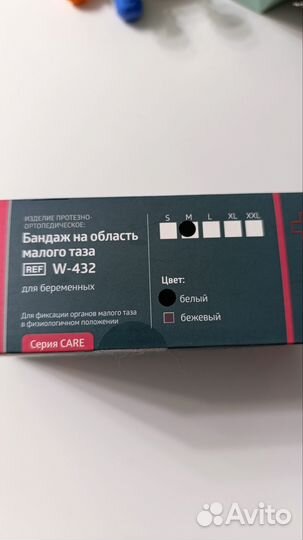 ИЗДЕЛИЕ ПРОТЕЗНО-
ОРТОПЕДИЧЕСКОЕ:
Бандаж на область
малого таза
REF W-432
для беременных
Для фиксации органов малого таза
в физиологичном положении
Серия CARE
S M L XL XXL
Цвет:
белый
бежевый
Avito